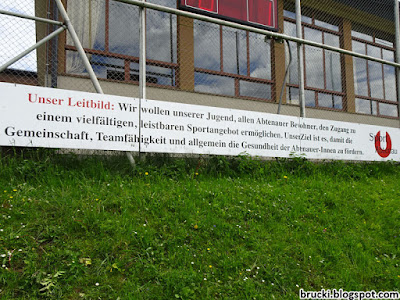 Unser Leitbild: Wir wollen unserer Jugend, allen Abtenauer Bewohner, den Zugang zu
einem vielfältigen, leistbaren Sportangebot ermöglichen. UnserZiel ist es, damit die
Gemeinschaft, Teamfähigkeit und allgemein die Gesundheit der Abtenauer-Innen zu fördern.
brucki.blogspot.com